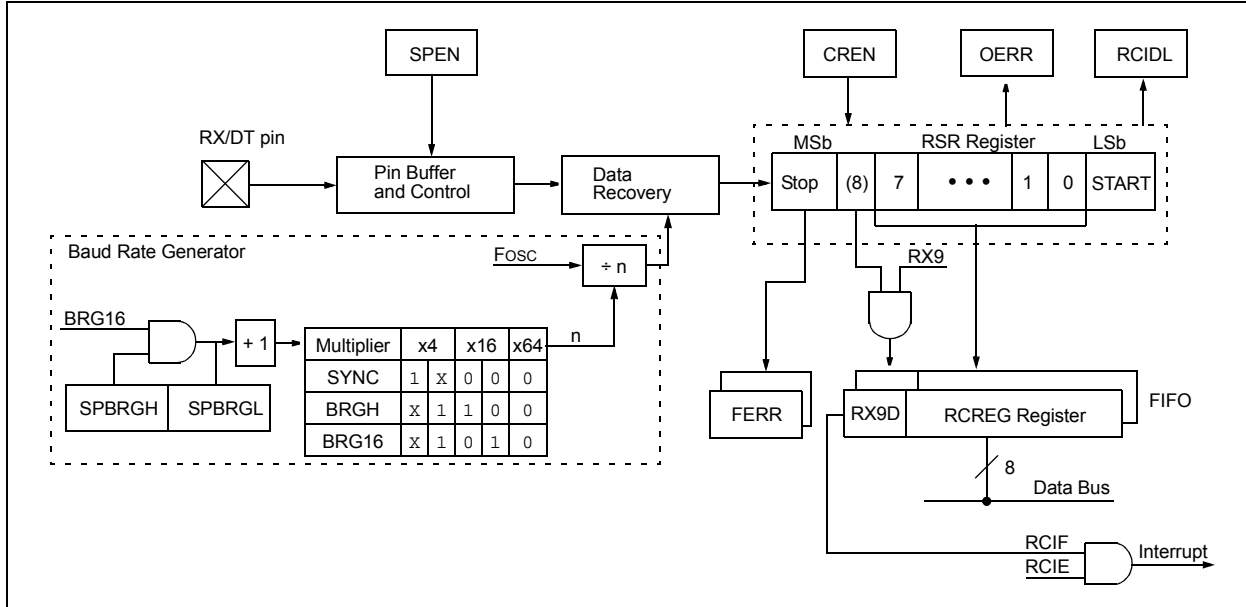 SPEN
CREN
OERR
RCIDL
RX/DT pin
MSb
RSR Register
LSb
Pin Buffer
and Control
Data
Recovery
Stop (8) 7 • • • 1 0 START
Baud Rate Generator
FOSC
÷ n
RX9
BRG16
+ 1
n
Multiplier x4 x16 x64
SYNC 1 X 0 0 0
BRGH X 1 1 0 0
BRG16 X 1 0 1 0
SPBRGH SPBRGL
FERR
RX9D
RCREG Register
FIFO
8
Data Bus
RCIF
RCIE
Interrupt